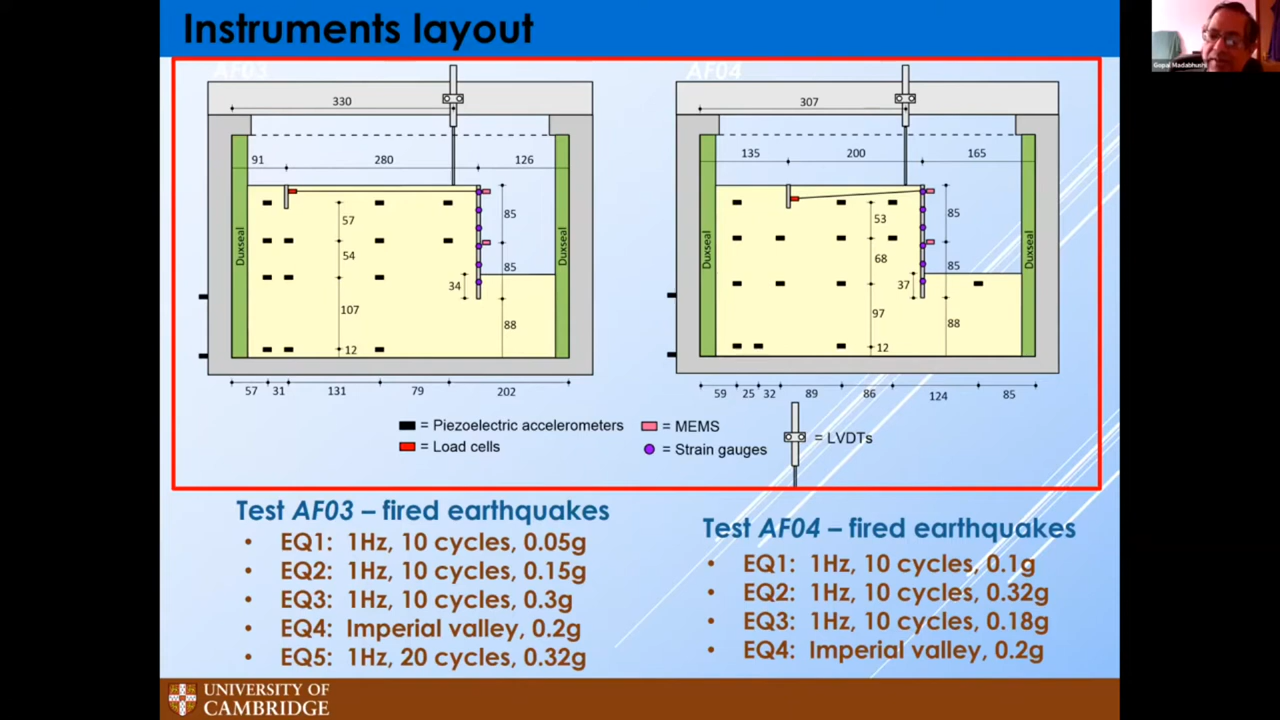 Instruments layout
Gopal Madabhushi
AF03
330
91
280
126
57
54
107
12
34
85
85
88
Duxseal
Duxseal
57
31
131
79
202
AF04
307
135
200
165
53
68
97
12
37
85
85
88
Duxseal
Duxseal
59
25
32
89
86
124
85
= Piezoelectric accelerometers
= Load cells
= MEMS
= Strain gauges
= LVDTs
Test AF03 – fired earthquakes
• EQ1: 1Hz, 10 cycles, 0.05g
• EQ2: 1Hz, 10 cycles, 0.15g
• EQ3: 1Hz, 10 cycles, 0.3g
• EQ4: Imperial valley, 0.2g
• EQ5: 1Hz, 20 cycles, 0.32g
Test AF04 – fired earthquakes
• EQ1: 1Hz, 10 cycles, 0.1g
• EQ2: 1Hz, 10 cycles, 0.32g
• EQ3: 1Hz, 10 cycles, 0.18g
• EQ4: Imperial valley, 0.2g
UNIVERSITY OF
CAMBRIDGE